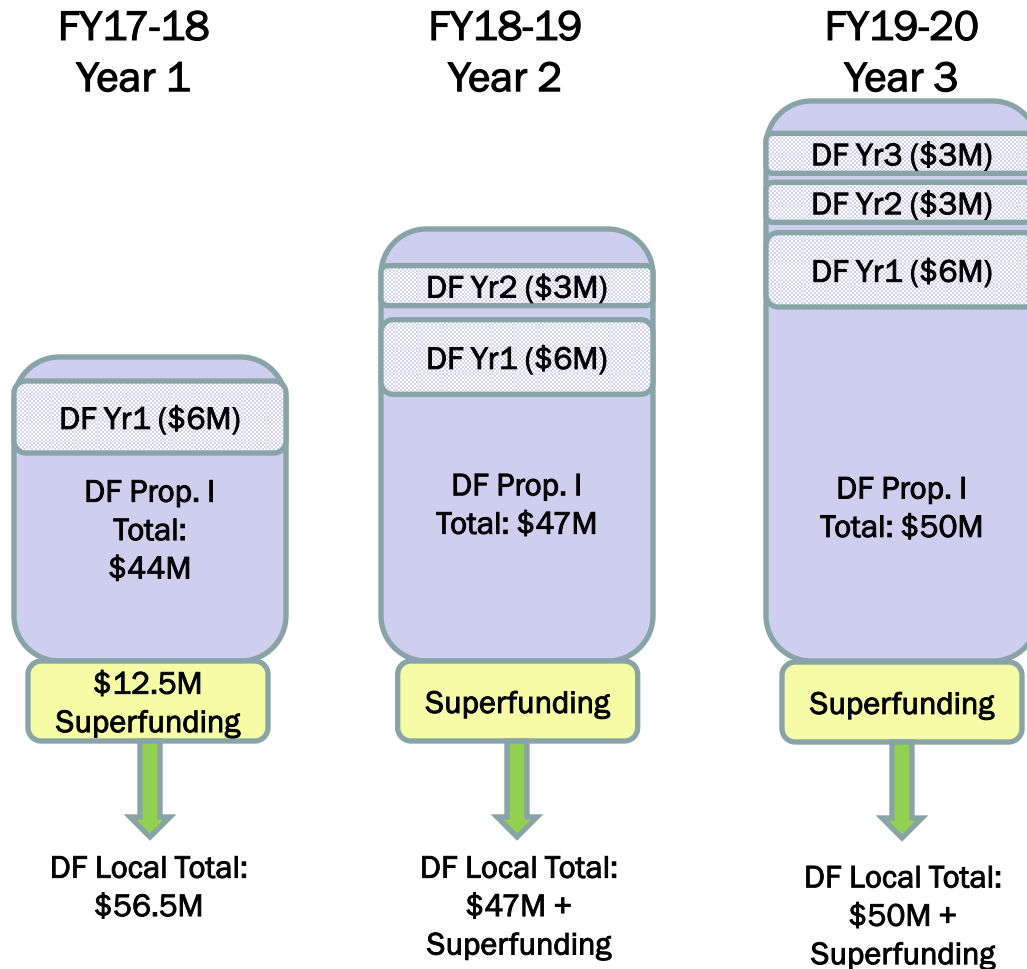 FY17-18
Year 1
DF Yr1 ($6M)
DF Prop. I
Total:
$44M
$12.5M
Superfunding
DF Local Total:
$56.5M
FY18-19
Year 2
DF Yr2 ($3M)
DF Yr1 ($6M)
DF Prop. I
Total: $47M
Superfunding
DF Local Total:
$47M +
Superfunding
FY19-20
Year 3
DF Yr3 ($3M)
DF Yr2 ($3M)
DF Yr1 ($6M)
DF Prop. I
Total: $50M
Superfunding
DF Local Total:
$50M +
Superfunding